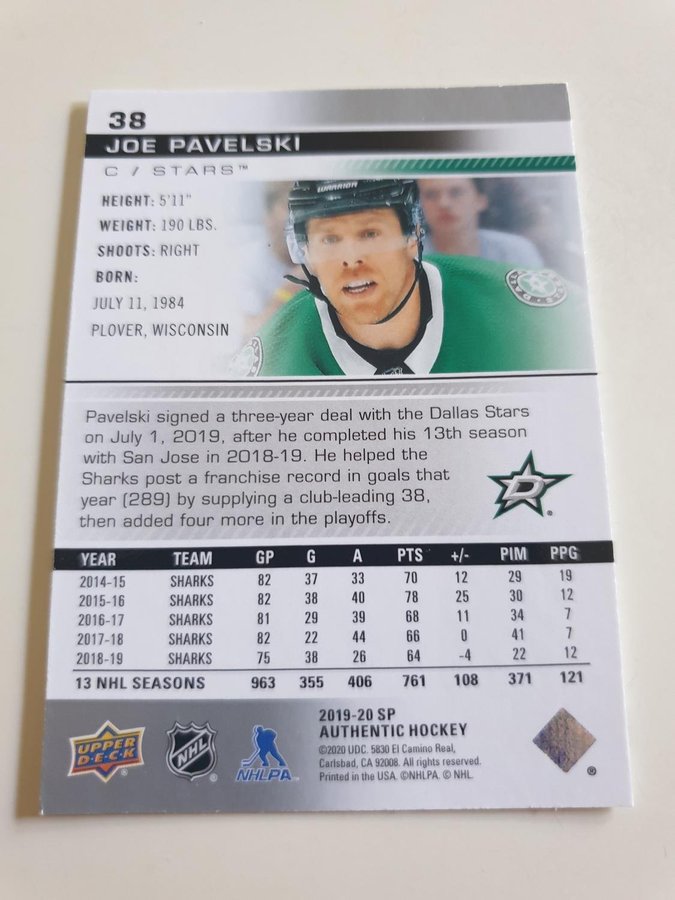 38
JOE PAVELSKI
C / STARS™
WARRIOR
HEIGHT: 5'11"
WEIGHT: 190 LBS.
SHOOTS: RIGHT
BORN:
JULY 11, 1984
PLOVER, WISCONSIN
Pavelski signed a three-year deal with the Dallas Stars
on July 1, 2019, after he completed his 13th season
with San Jose in 2018-19. He helped the
Sharks post a franchise record in goals that
year (289) by supplying a club-leading 38,
then added four more in the playoffs.
D
®
YEAR TEAM GP G A PTS +/- PIM PPG
2014-15 SHARKS 82 37 33 70 12 29 19
2015-16 SHARKS 82 38 40 78 25 30 12
2016-17 SHARKS 81 29 39 68 11 34 7
2017-18 SHARKS 82 22 44 66 0 41 7
2018-19 SHARKS 75 38 26 64 -4 22 12
13 NHL SEASONS 963 355 406 761 108 371 121
UPPER
DECK
®
NHL
®
NHLPA
®
2019-20 SP
AUTHENTIC HOCKEY
©2020 UDC. 5830 El Camino Real,
Carlsbad, CA 92008. All rights reserved.
Printed in the USA. ©NHLPA. © NHL.
®